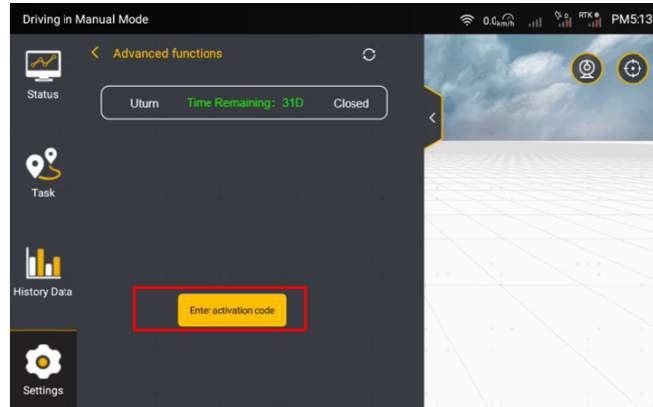 Driving in Manual Mode
0.0km/h
0
RTK
PM5:13
Advanced functions
Status
Uturn Time Remaining: 31D Closed
Task
History Data
Enter activation code
Settings